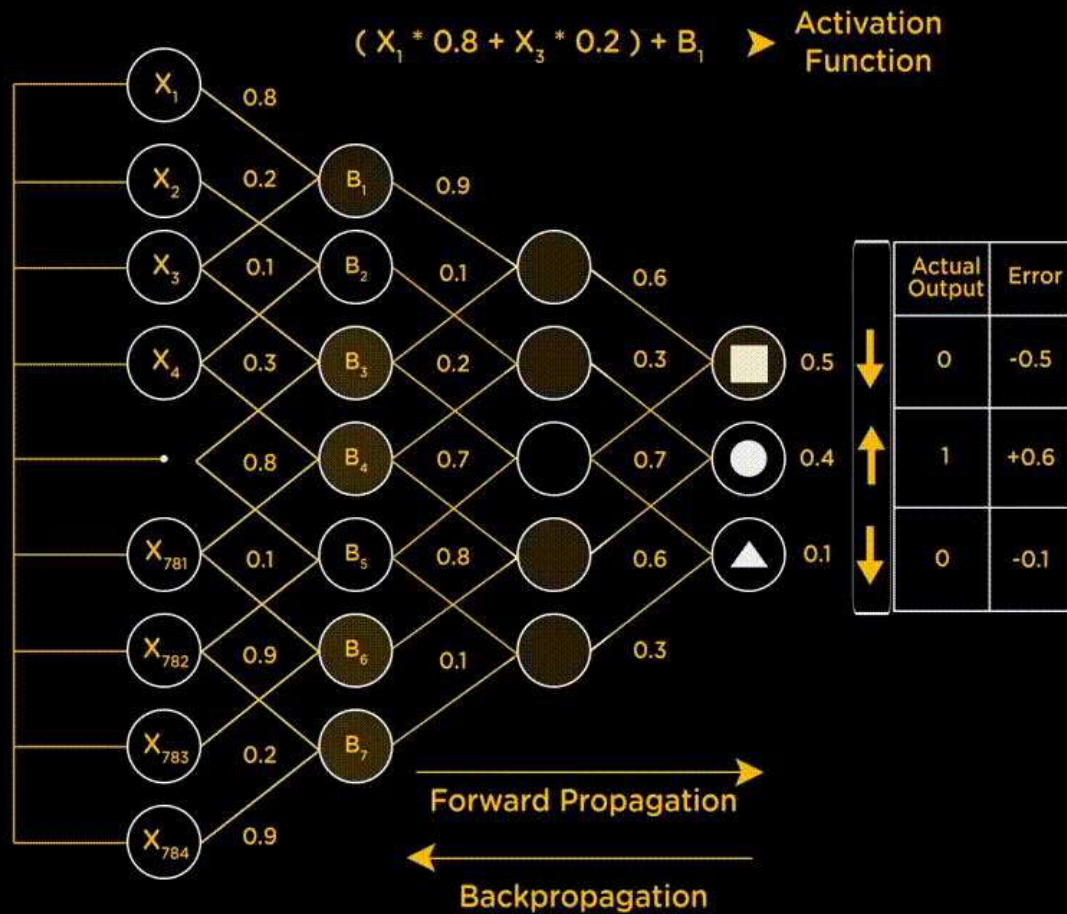 ( X₁ * 0.8 + X₃ * 0.2 ) + B₁
Activation
Function
X₁
0.8
X₂
0.2
B₁
0.9
X₃
0.1
B₂
0.1
0.6
Actual
Output
Error
X₄
0.3
B₃
0.2
0.3
0.5
0
-0.5
0.8
B₄
0.7
0.7
0.4
1
+0.6
X₇₈₁
0.1
B₅
0.8
0.6
0.1
0
-0.1
X₇₈₂
0.9
B₆
0.1
0.3
X₇₈₃
0.2
B₇
Forward Propagation
X₇₈₄
0.9
Backpropagation